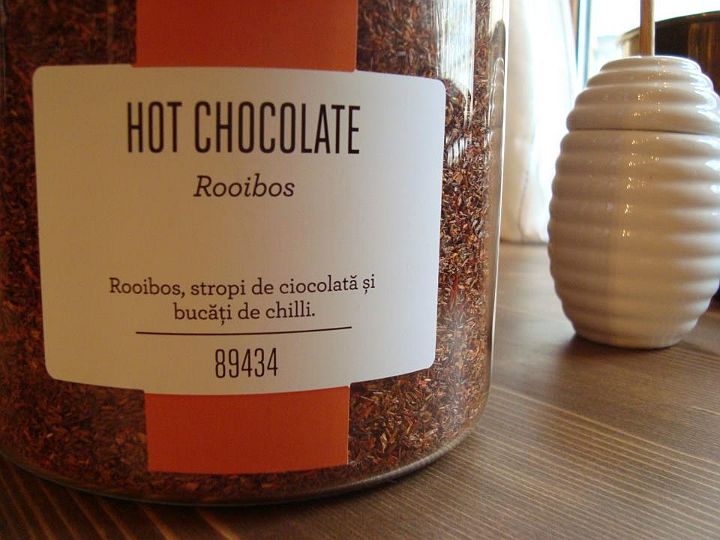 HOT CHOCOLATE
Rooibos
Rooibos, stropi de ciocolată și
bucăți de chilli.
89434